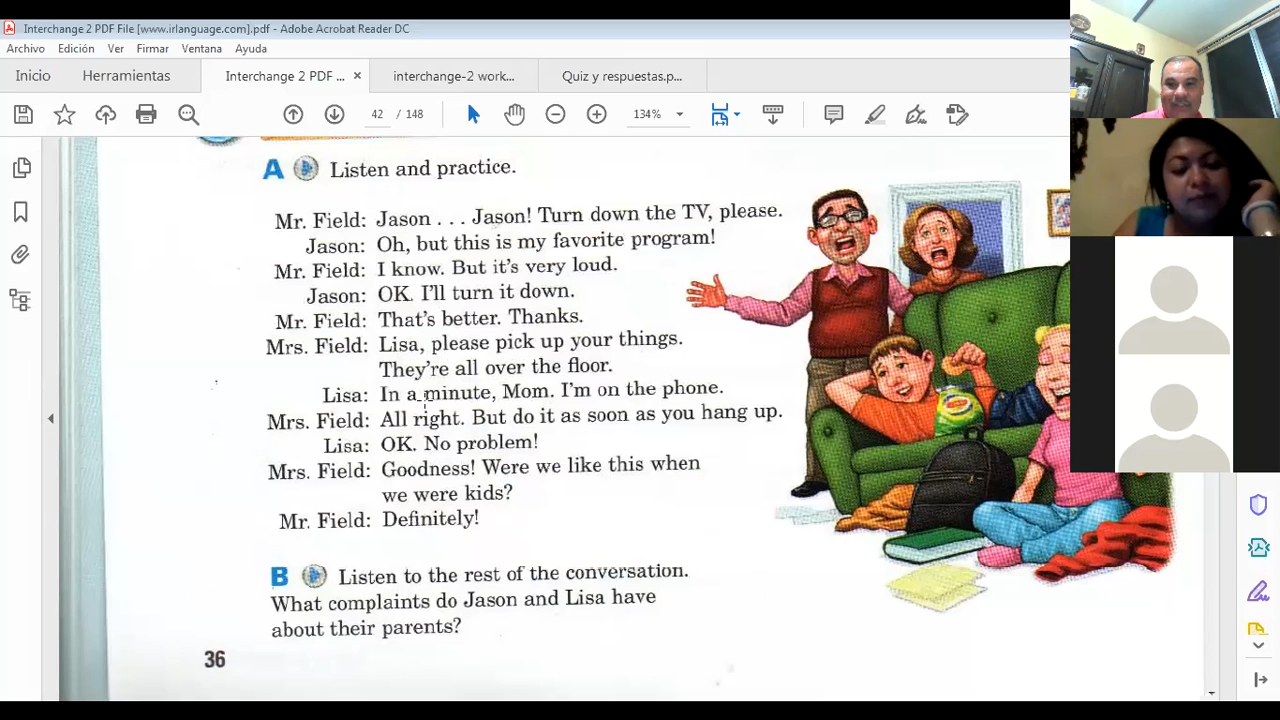 Interchange 2 PDF File [www.irlanguage.com].pdf - Adobe Acrobat Reader DC
Archivo Edición Ver Firmar Ventana Ayuda
Inicio Herramientas Interchange 2 PDF ... × interchange-2 work... Quiz y respuestas.p...
42 / 148 134%
A Listen and practice.
Mr. Field: Jason . . . Jason! Turn down the TV, please.
Jason: Oh, but this is my favorite program!
Mr. Field: I know. But it's very loud.
Jason: OK. I'll turn it down.
Mr. Field: That's better. Thanks.
Mrs. Field: Lisa, please pick up your things.
They're all over the floor.
Lisa: In a minute, Mom. I'm on the phone.
Mrs. Field: All right. But do it as soon as you hang up.
Lisa: OK. No problem!
Mrs. Field: Goodness! Were we like this when
we were kids?
Mr. Field: Definitely!
B Listen to the rest of the conversation.
What complaints do Jason and Lisa have
about their parents?
36